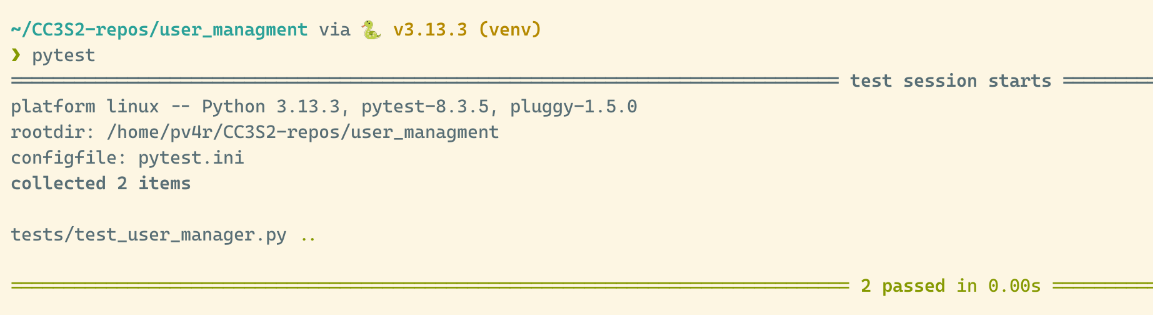 ~/CC3S2-repos/user_managment via 🐍 v3.13.3 (venv)
❯ pytest
test session starts
platform linux -- Python 3.13.3, pytest-8.3.5, pluggy-1.5.0
rootdir: /home/pv4r/CC3S2-repos/user_managment
configfile: pytest.ini
collected 2 items
tests/test_user_manager.py ..
2 passed in 0.00s